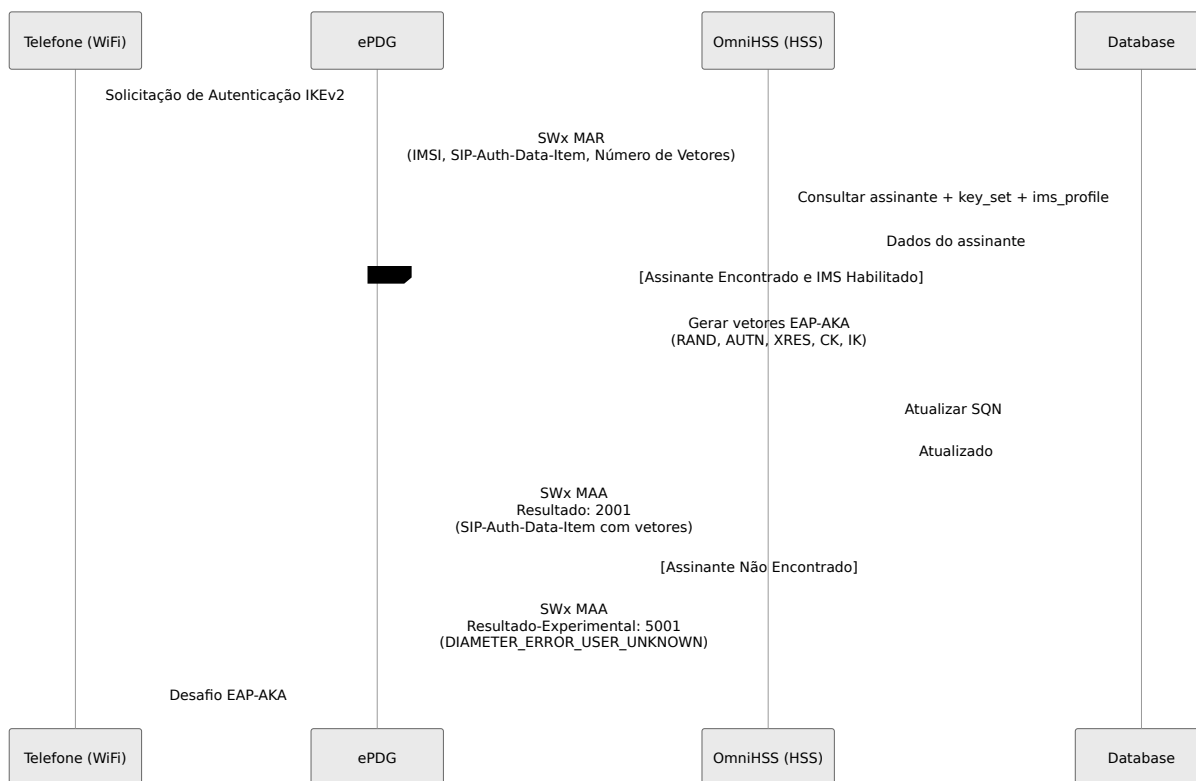 Telefone (WiFi)
ePDG
OmniHSS (HSS)
Database
Solicitação de Autenticação IKEv2
SWx MAR
(IMSI, SIP-Auth-Data-Item, Número de Vetores)
Consultar assinante + key_set + ims_profile
Dados do assinante
[Assinante Encontrado e IMS Habilitado]
Gerar vetores EAP-AKA
(RAND, AUTN, XRES, CK, IK)
Atualizar SQN
Atualizado
SWx MAA
Resultado: 2001
(SIP-Auth-Data-Item com vetores)
[Assinante Não Encontrado]
SWx MAA
Resultado-Experimental: 5001
(DIAMETER_ERROR_USER_UNKNOWN)
Desafio EAP-AKA
Telefone (WiFi)
ePDG
OmniHSS (HSS)
Database